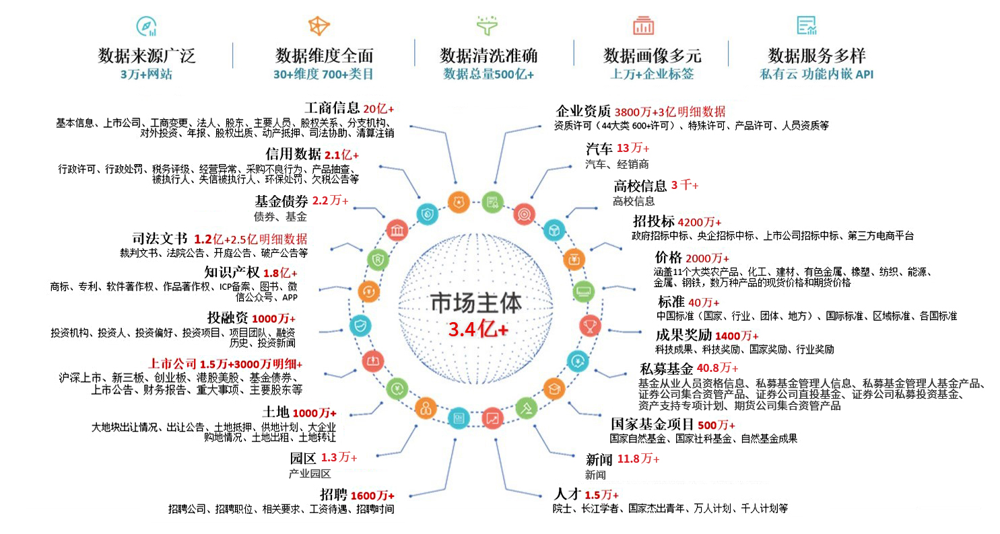 数据来源广泛
3万+网站
数据维度全面
30+维度 700+类目
数据清洗准确
数据总量500亿+
数据画像多元
上万+企业标签
数据服务多样
私有云 功能内嵌 API
工商信息 20亿+
基本信息、上市公司、工商变更、法人、股东、主要人员、股权关系、分支机构、
对外投资、年报、股权出质、动产抵押、司法协助、清算注销
信用数据 2.1亿+
行政许可、行政处罚、税务评级、经营异常、采购不良行为、产品抽查、
被执行人、失信被执行人、环保处罚、欠税公告等
基金债券 2.2万+
债券、基金
司法文书 1.2亿+2.5亿明细数据
裁判文书、法院公告、开庭公告、破产公告等
知识产权 1.8亿+
商标、专利、软件著作权、作品著作权、ICP备案、图书、微
信公众号、APP
投融资 1000万+
投资机构、投资人、投资偏好、投资项目、项目团队、融资
历史、投资新闻
上市公司 1.5万+3000万明细+
沪深上市、新三板、创业板、港股美股、基金债券、
上市公告、财务报告、重大事项、主要股东等
土地 1000万+
大地块出让情况、出让公告、土地抵押、供地计划、大企业
购地情况、土地出租、土地转让
园区 1.3万+
产业园区
招聘 1600万+
招聘公司、招聘职位、相关要求、工资待遇、招聘时间
市场主体
3.4亿+
企业资质 3800万+3亿明细数据
资质许可（44大类 600+许可）、特殊许可、产品许可、人员资质等
汽车 13万+
汽车、经销商
高校信息 3千+
高校信息
招投标 4200万+
政府招标中标、央企招标中标、上市公司招标中标、第三方电商平台
价格 2000万+
涵盖11个大类农产品、化工、建材、有色金属、橡塑、纺织、能源、
金属、钢铁，数万种产品的现货价格和期货价格
标准 40万+
中国标准（国家、行业、团体、地方）、国际标准、区域标准、各国标准
成果奖励 1400万+
科技成果、科技奖励、国家奖励、行业奖励
私募基金 40.8万+
基金从业人员资格信息、私募基金管理人信息、私募基金管理人基金产品、
证券公司集合资管产品、证券公司直投基金、证券公司私募投资基金、
资产支持专项计划、期货公司集合资管产品
国家基金项目 500万+
国家自然基金、国家社科基金、自然基金成果
新闻 11.8万+
新闻
人才 1.5万+
院士、长江学者、国家杰出青年、万人计划、千人计划等